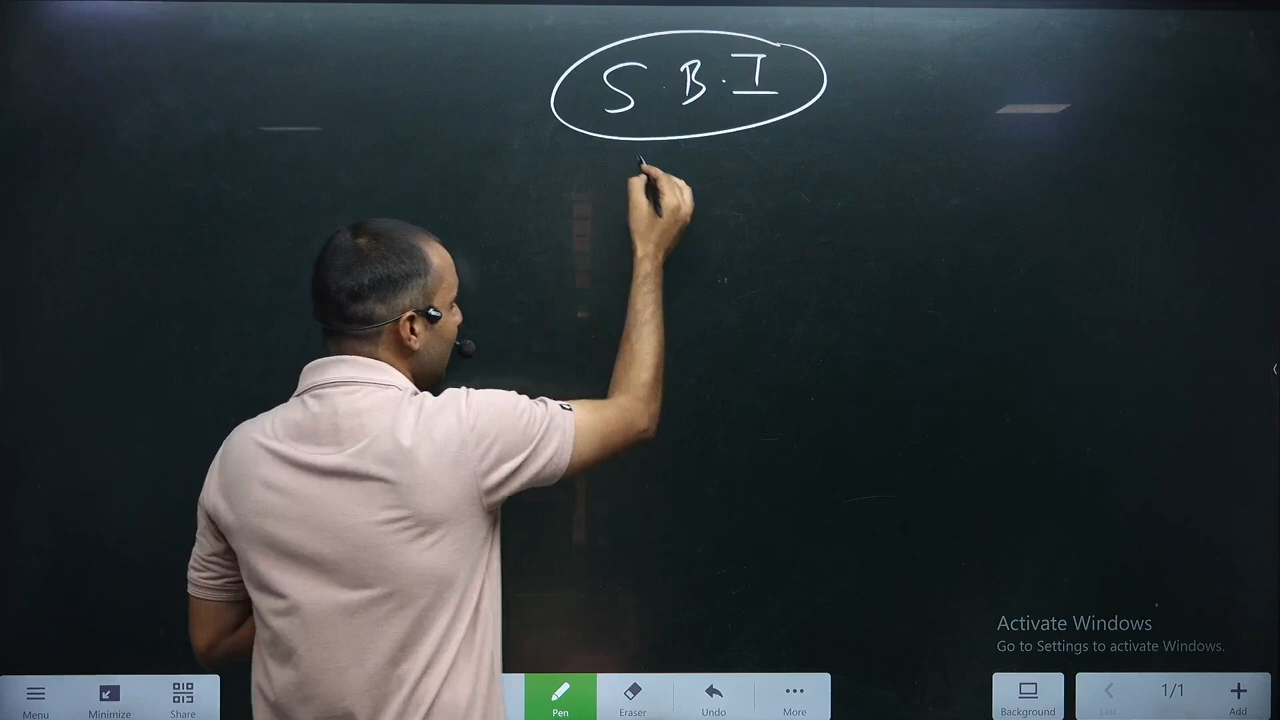 S.B.I
Activate Windows
Go to Settings to activate Windows.
Menu
Minimize
Share
Pen
Eraser
Undo
More
Background
1/1
Add